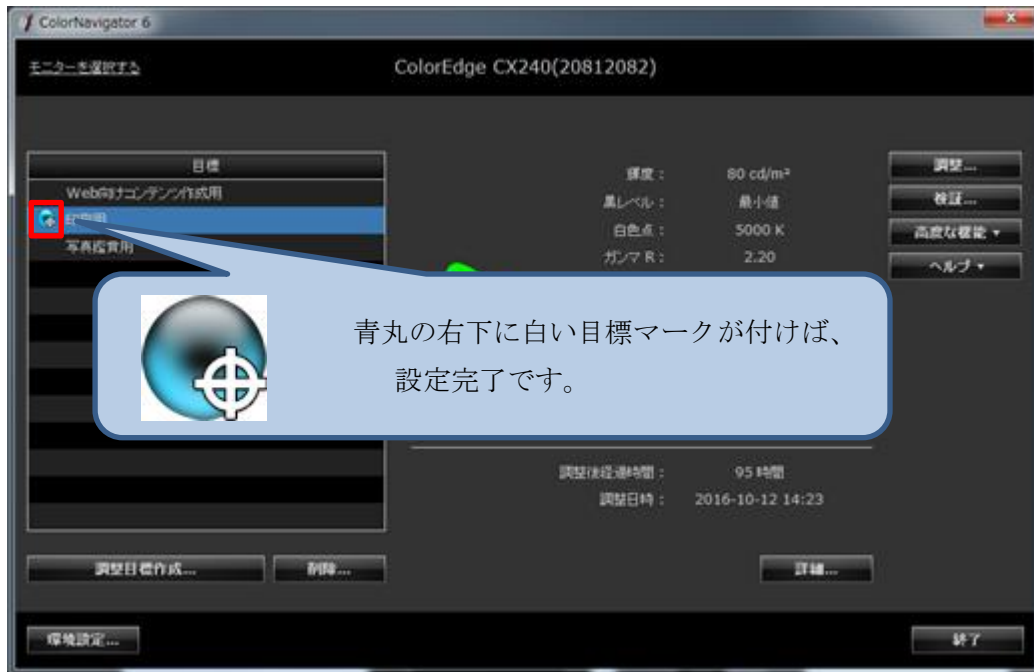 ColorNavigator 6
モニターを選択する
ColorEdge CX240(20812082)
目標
Web向けコンテンツ作成用
印刷用
写真鑑賞用
輝度： 80 cd/m²
黒レベル： 最小値
白色点： 5000 K
ガンマ R： 2.20
調整...
検証...
高度な機能
ヘルプ
青丸の右下に白い目標マークが付けば、
設定完了です。
調整後経過時間： 95 時間
調整日時： 2016-10-12 14:23
調整目標作成...
削除...
詳細...
環境設定...
終了